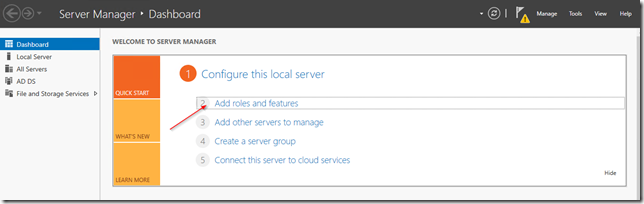 Server Manager ‣ Dashboard
Manage Tools View Help
Dashboard
Local Server
All Servers
AD DS
File and Storage Services
WELCOME TO SERVER MANAGER
QUICK START
WHAT'S NEW
LEARN MORE
1 Configure this local server
2 Add roles and features
3 Add other servers to manage
4 Create a server group
5 Connect this server to cloud services
Hide